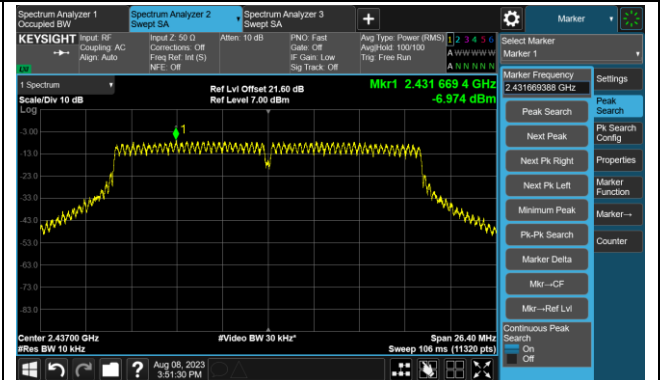 Spectrum Analyzer 1
Occupied BW
Spectrum Analyzer 2
Swept SA
Spectrum Analyzer 3
Swept SA
+
Marker
KEYSIGHT
Input: RF
Coupling: AC
Align: Auto
Input Z: 50 Ω
Corrections: Off
Freq Ref: Int (S)
NFE: Off
Atten: 10 dB
PNO: Fast
Gate: Off
IF Gain: Low
Sig Track: Off
Avg Type: Power (RMS)
Avg|Hold: 100/100
Trig: Free Run
1 2 3 4 5 6
A W W W W W
A N N N N N
Select Marker
Marker 1
1 Spectrum
Scale/Div 10 dB
Log
Ref Lvl Offset 21.60 dB
Ref Level 7.00 dBm
Mkr1 2.431 669 4 GHz
-6.974 dBm
1
-3.00
-13.0
-23.0
-33.0
-43.0
-53.0
-63.0
-73.0
-83.0
Center 2.43700 GHz
#Res BW 10 kHz
#Video BW 30 kHz*
Span 26.40 MHz
Sweep 106 ms (11320 pts)
Marker Frequency
2.431669388 GHz
Peak Search
Next Peak
Next Pk Right
Next Pk Left
Minimum Peak
Pk-Pk Search
Marker Delta
Mkr→CF
Mkr→Ref Lvl
Continuous Peak
Search
On
Off
Settings
Peak
Search
Pk Search
Config
Properties
Marker
Function
Marker→
Counter
?
Aug 08, 2023
3:51:30 PM